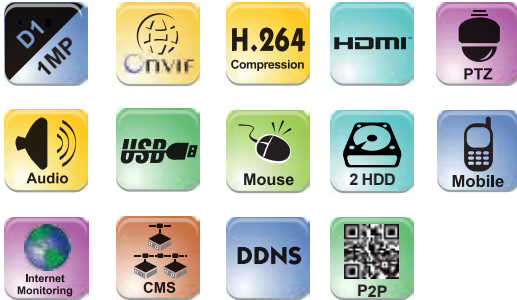 D1
1MP
ONVIF
H.264
Compression
HDMI
PTZ
Audio
USB
Mouse
2 HDD
Mobile
Internet
Monitoring
CMS
DDNS
P2P